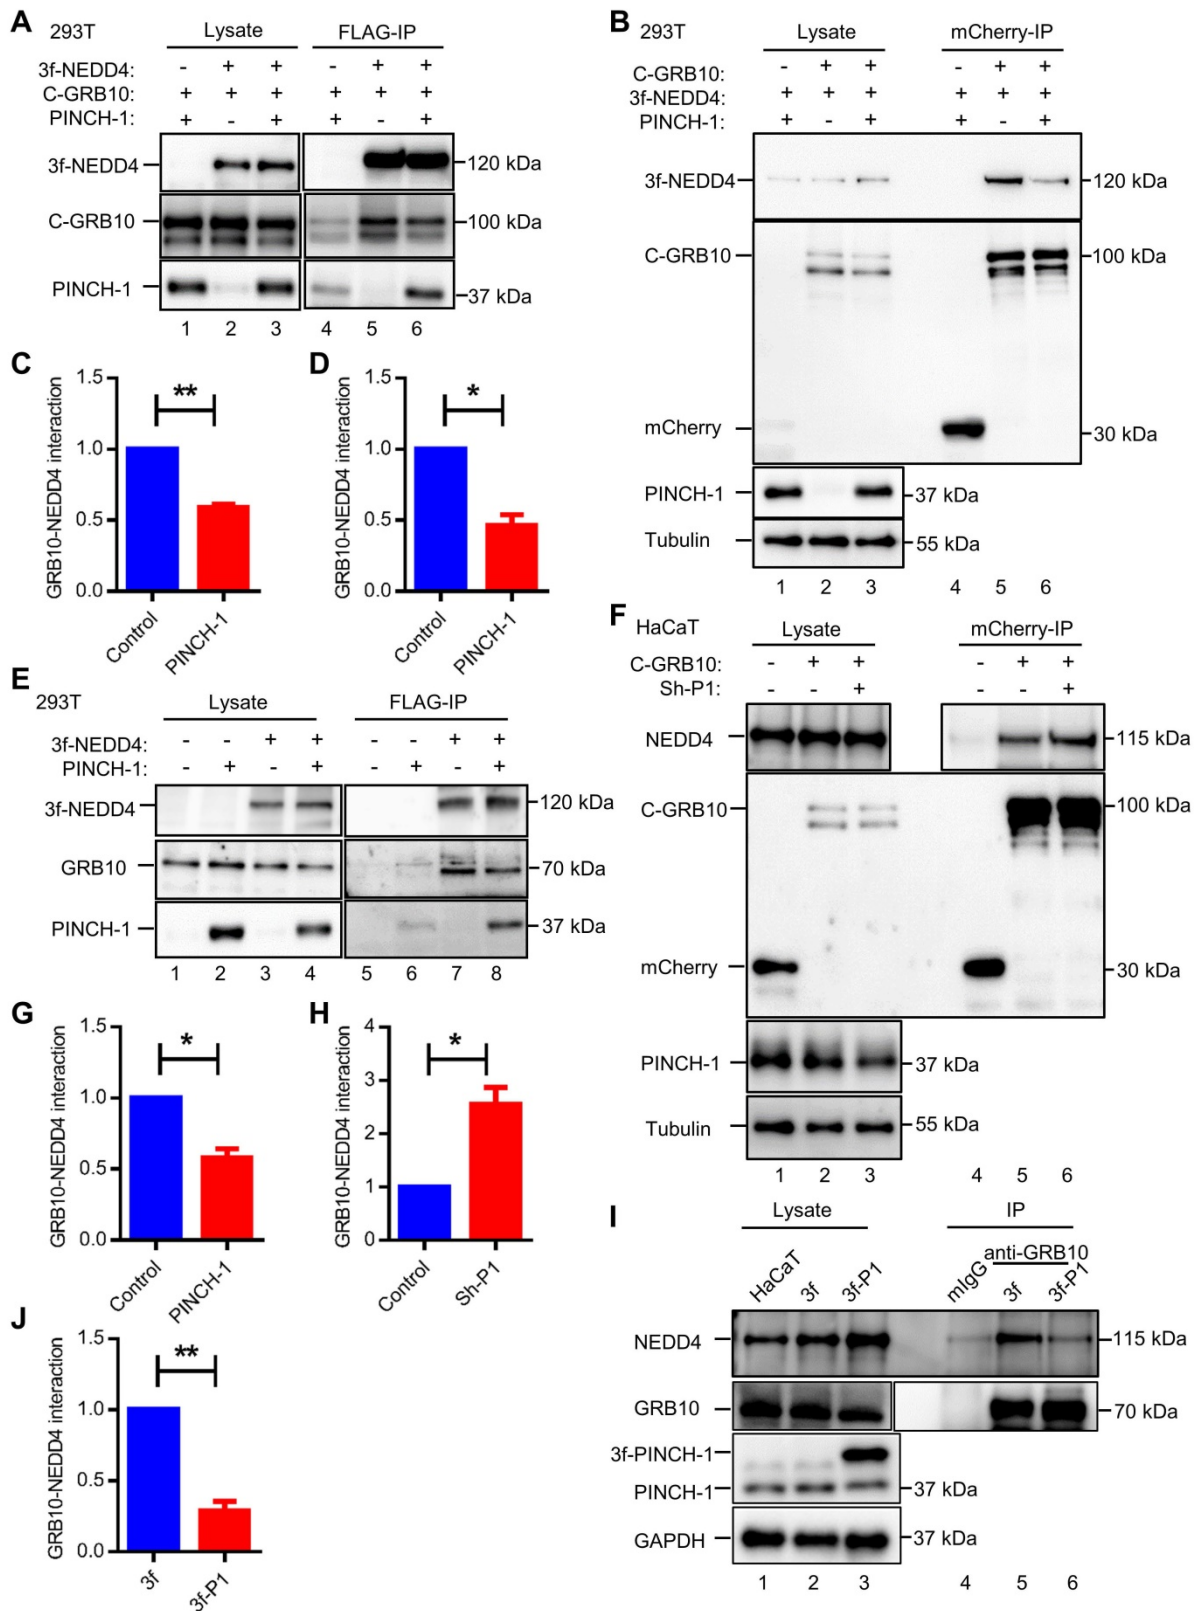 A 293T Lysate FLAG-IP
3f-NEDD4: - + + - + +
C-GRB10: + + + + + +
PINCH-1: + - + + - +
3f-NEDD4 120 kDa
C-GRB10 100 kDa
PINCH-1 37 kDa
1 2 3 4 5 6
B 293T Lysate mCherry-IP
C-GRB10: - + + - + +
3f-NEDD4: + + + + + +
PINCH-1: + - + + - +
3f-NEDD4 120 kDa
C-GRB10 100 kDa
mCherry 30 kDa
PINCH-1 37 kDa
Tubulin 55 kDa
1 2 3 4 5 6
C
GRB10-NEDD4 interaction
1.5
**
1.0
0.5
0.0
Control PINCH-1
D
GRB10-NEDD4 interaction
1.5
*
1.0
0.5
0.0
Control PINCH-1
E 293T Lysate FLAG-IP
3f-NEDD4: - - + + - - + +
PINCH-1: - + - + - + - +
3f-NEDD4 120 kDa
GRB10 70 kDa
PINCH-1 37 kDa
1 2 3 4 5 6 7 8
F HaCaT Lysate mCherry-IP
C-GRB10: - + + - + +
Sh-P1: - - + - - +
NEDD4 115 kDa
C-GRB10 100 kDa
mCherry 30 kDa
PINCH-1 37 kDa
Tubulin 55 kDa
1 2 3 4 5 6
G
GRB10-NEDD4 interaction
1.5
*
1.0
0.5
0.0
Control PINCH-1
H
GRB10-NEDD4 interaction
4
*
3
2
1
0
Control Sh-P1
I Lysate IP
anti-GRB10
HaCaT 3f 3f-P1 mIgG 3f 3f-P1
NEDD4 115 kDa
GRB10 70 kDa
3f-PINCH-1
PINCH-1 37 kDa
GAPDH 37 kDa
1 2 3 4 5 6
J
GRB10-NEDD4 interaction
1.5
**
1.0
0.5
0.0
3f 3f-P1